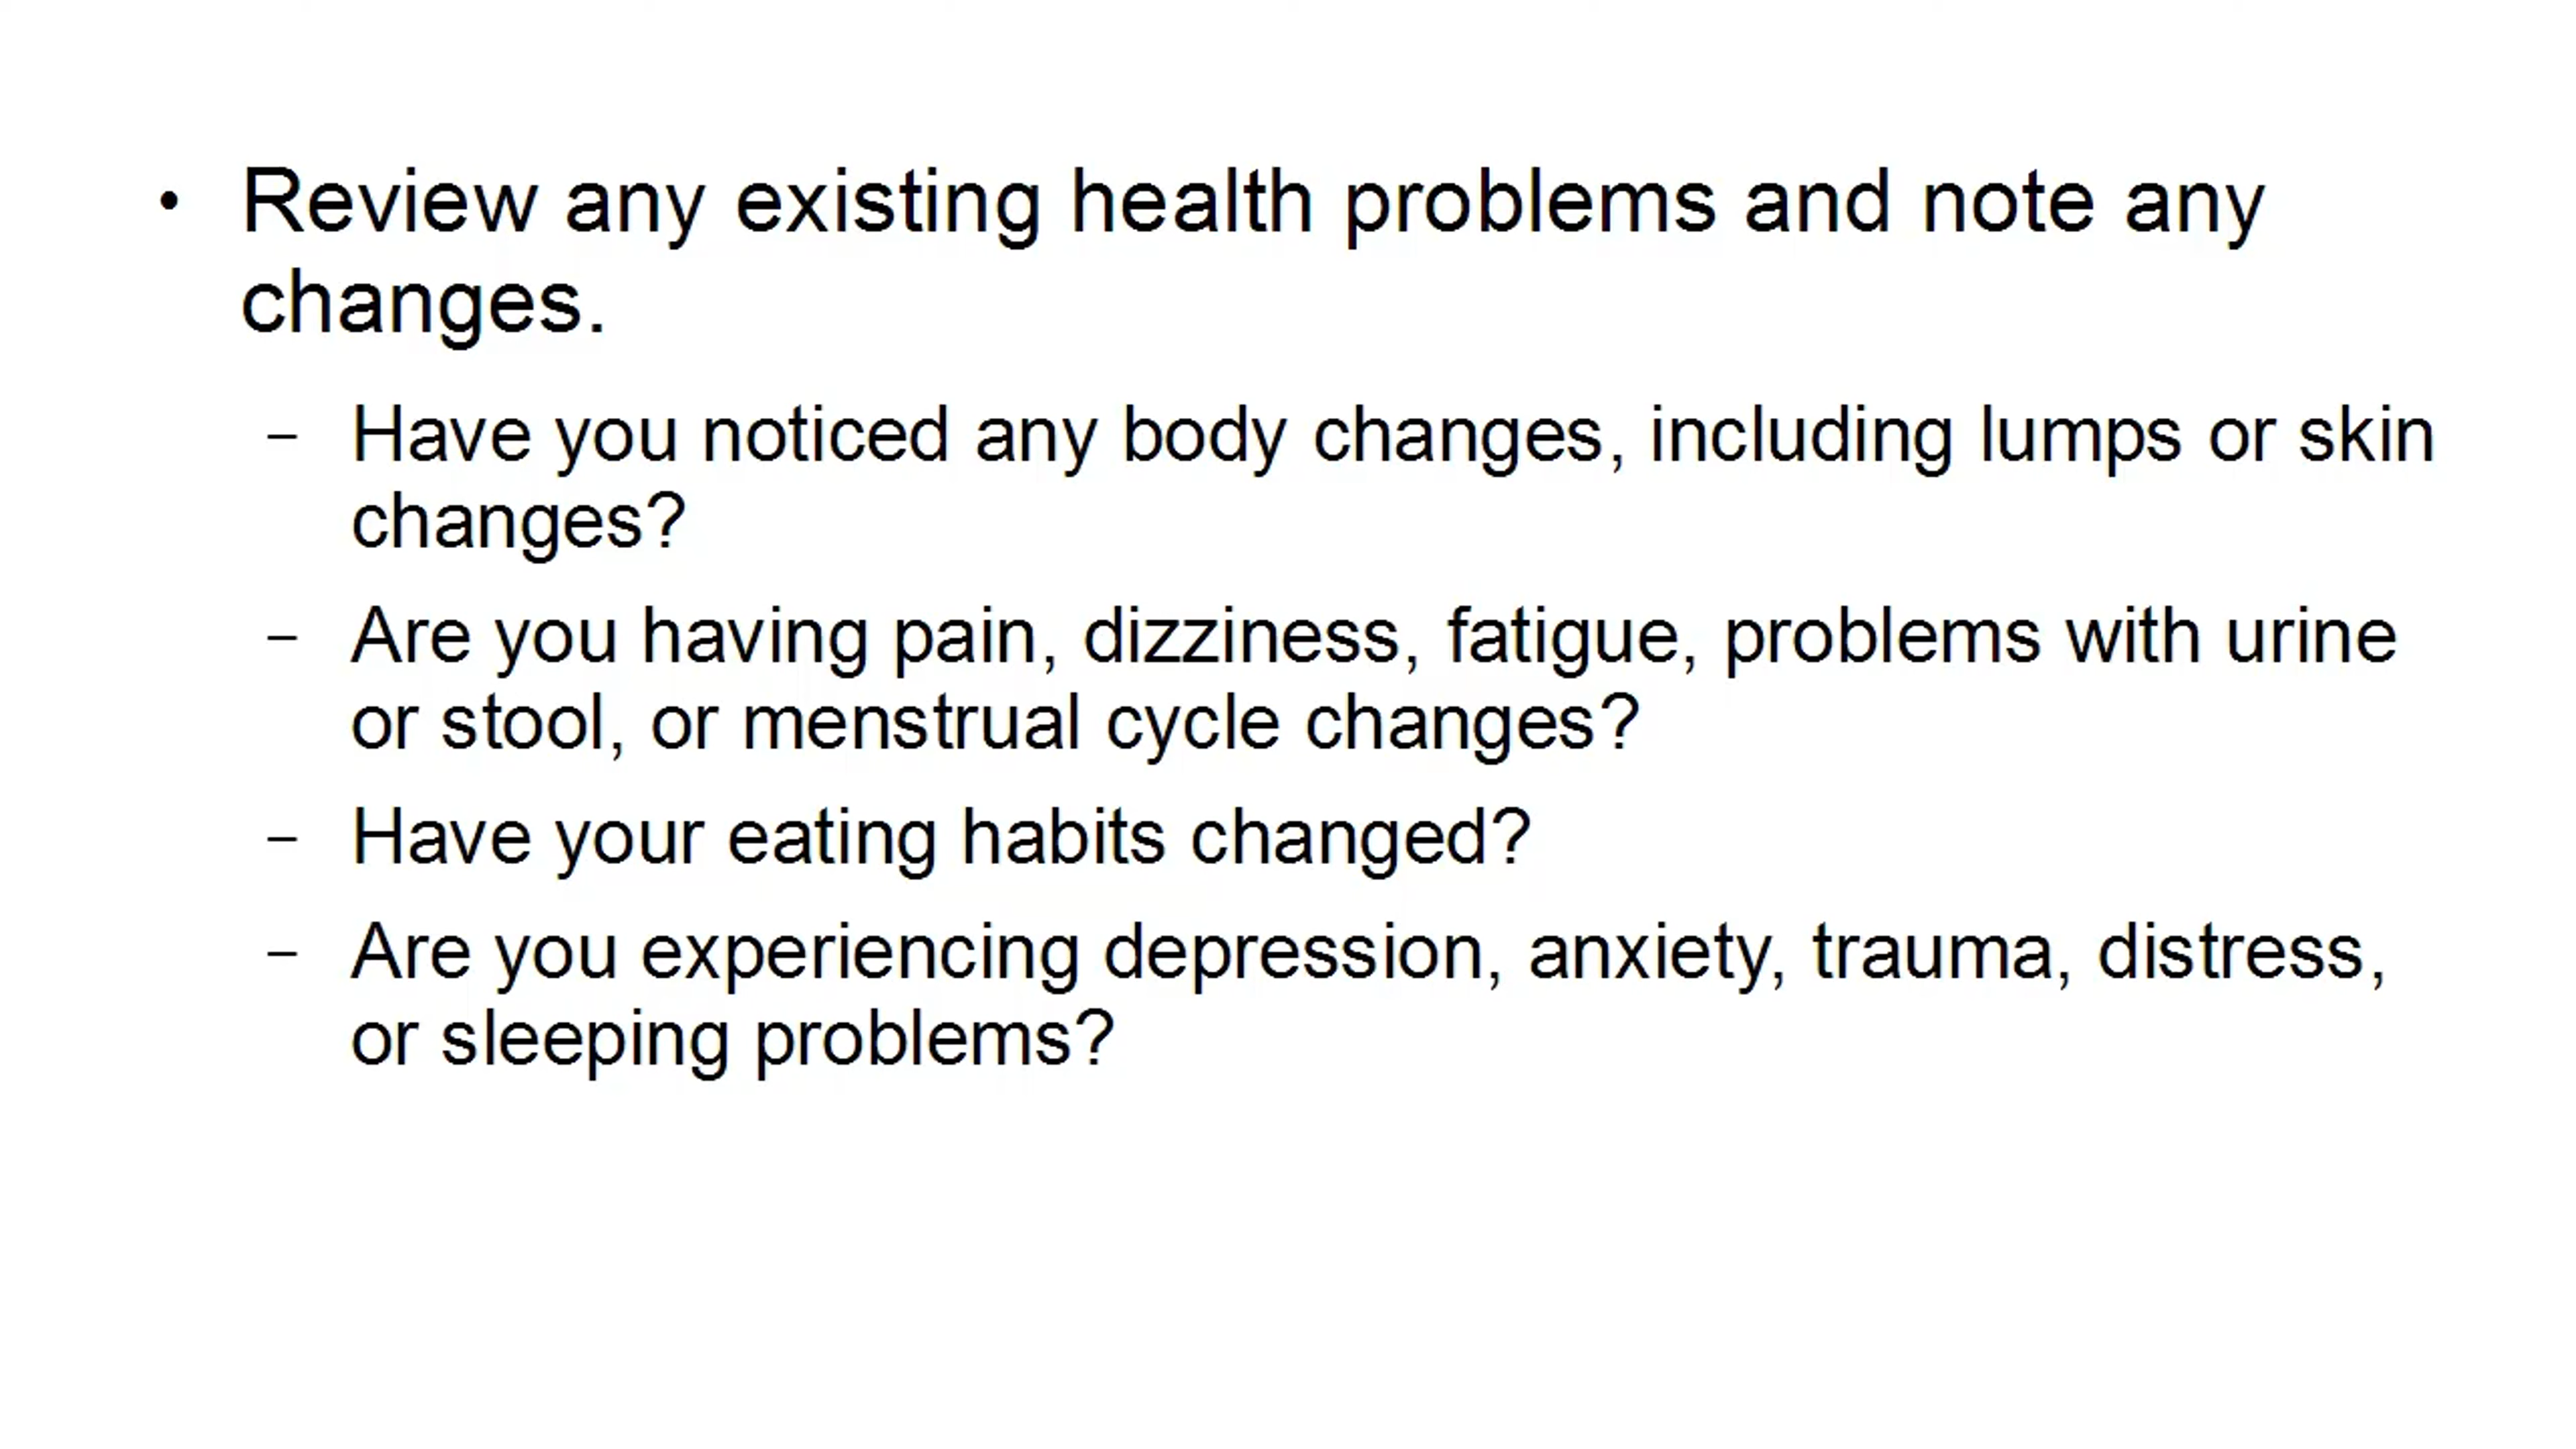 • Review any existing health problems and note any
changes.
– Have you noticed any body changes, including lumps or skin
changes?
– Are you having pain, dizziness, fatigue, problems with urine
or stool, or menstrual cycle changes?
– Have your eating habits changed?
– Are you experiencing depression, anxiety, trauma, distress,
or sleeping problems?